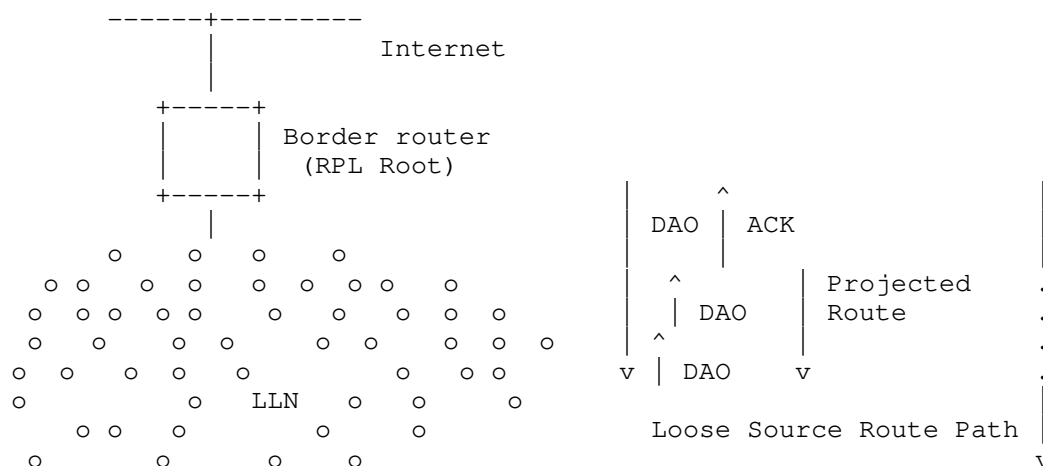 Internet
Border router
(RPL Root)
DAO ACK
Projected
DAO Route
DAO
LLN
Loose Source Route Path